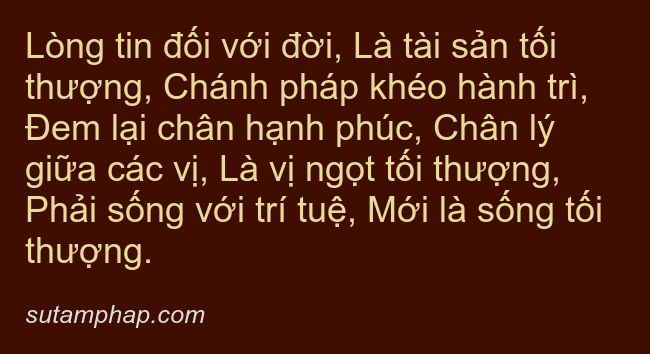 Lòng tin đối với đời, Là tài sản tối
thượng, Chánh pháp khéo hành trì,
Đem lại chân hạnh phúc, Chân lý
giữa các vị, Là vị ngọt tối thượng,
Phải sống với trí tuệ, Mới là sống tối
thượng.
sutamphap.com